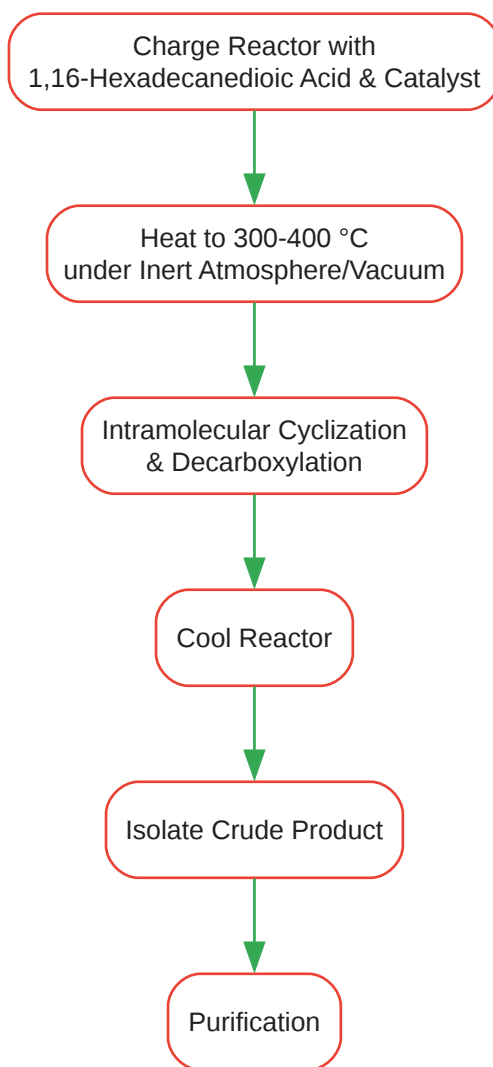 Charge Reactor with
1,16-Hexadecanedioic Acid & Catalyst
Heat to 300-400 °C
under Inert Atmosphere/Vacuum
Intramolecular Cyclization
& Decarboxylation
Cool Reactor
Isolate Crude Product
Purification